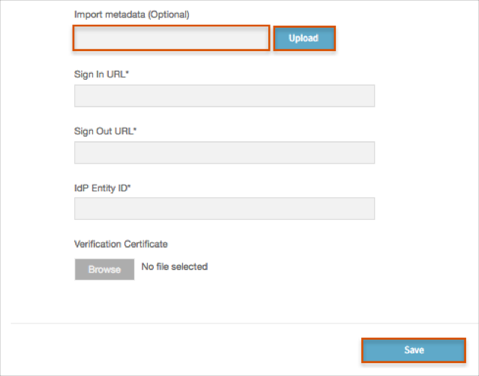 Import metadata (Optional)
Upload
Sign In URL*
Sign Out URL*
IdP Entity ID*
Verification Certificate
Browse No file selected
Save